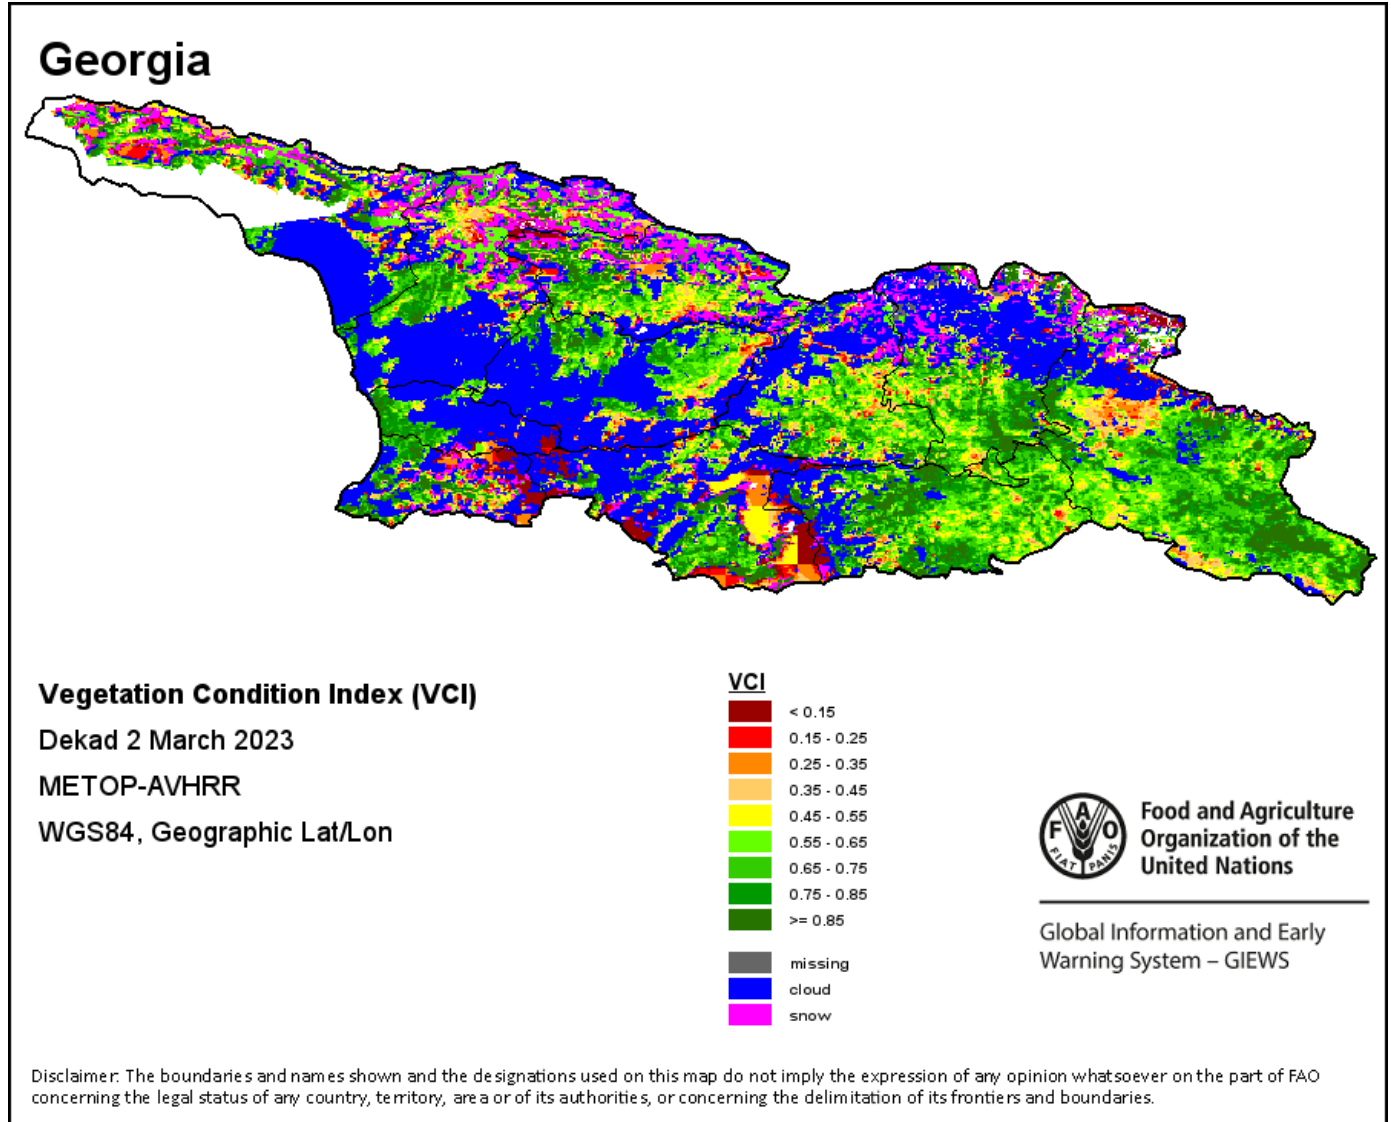 Georgia
Vegetation Condition Index (VCI)
Dekad 2 March 2023
METOP-AVHRR
WGS84, Geographic Lat/Lon
VCI
< 0.15
0.15 - 0.25
0.25 - 0.35
0.35 - 0.45
0.45 - 0.55
0.55 - 0.65
0.65 - 0.75
0.75 - 0.85
>= 0.85
missing
cloud
snow
F A O
FIAT PANIS
Food and Agriculture
Organization of the
United Nations
Global Information and Early
Warning System – GIEWS
Disclaimer: The boundaries and names shown and the designations used on this map do not imply the expression of any opinion whatsoever on the part of FAO
concerning the legal status of any country, territory, area or of its authorities, or concerning the delimitation of its frontiers and boundaries.